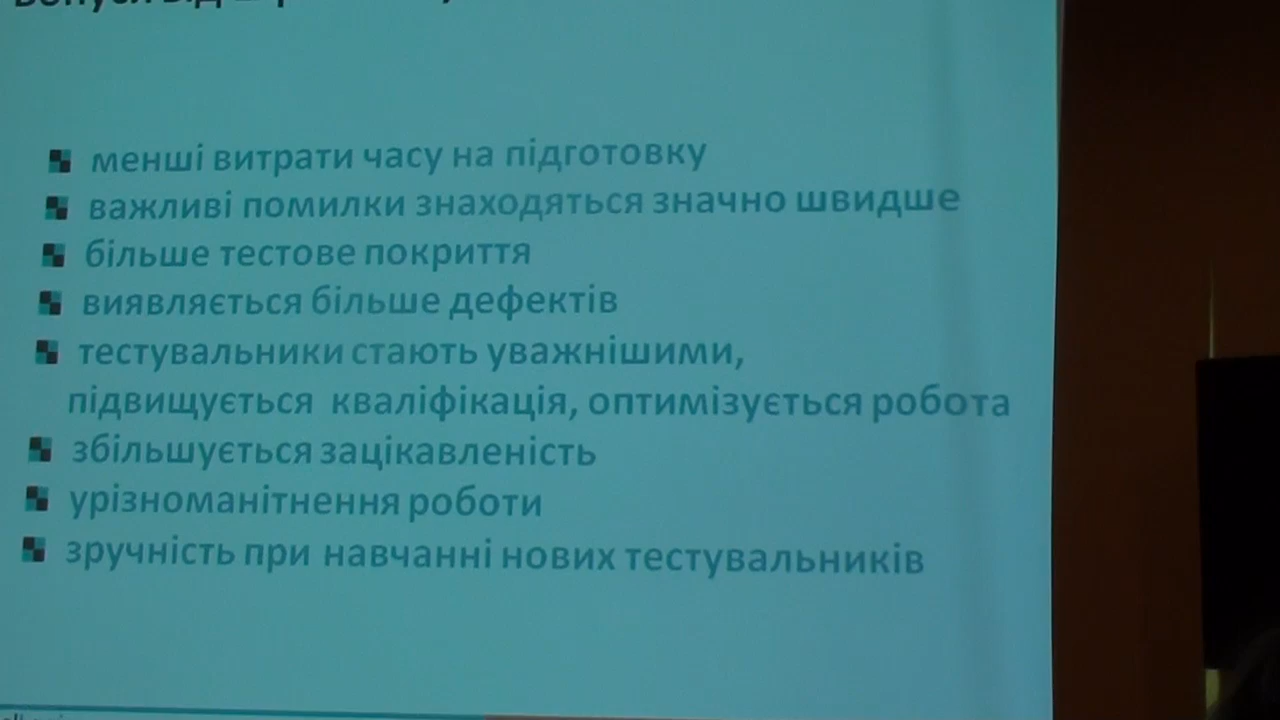 менші витрати часу на підготовку
важливі помилки знаходяться значно швидше
більше тестове покриття
виявляється більше дефектів
тестувальники стають уважнішими,
підвищується кваліфікація, оптимізується робота
збільшується зацікавленість
урізноманітнення роботи
зручність при навчанні нових тестувальників